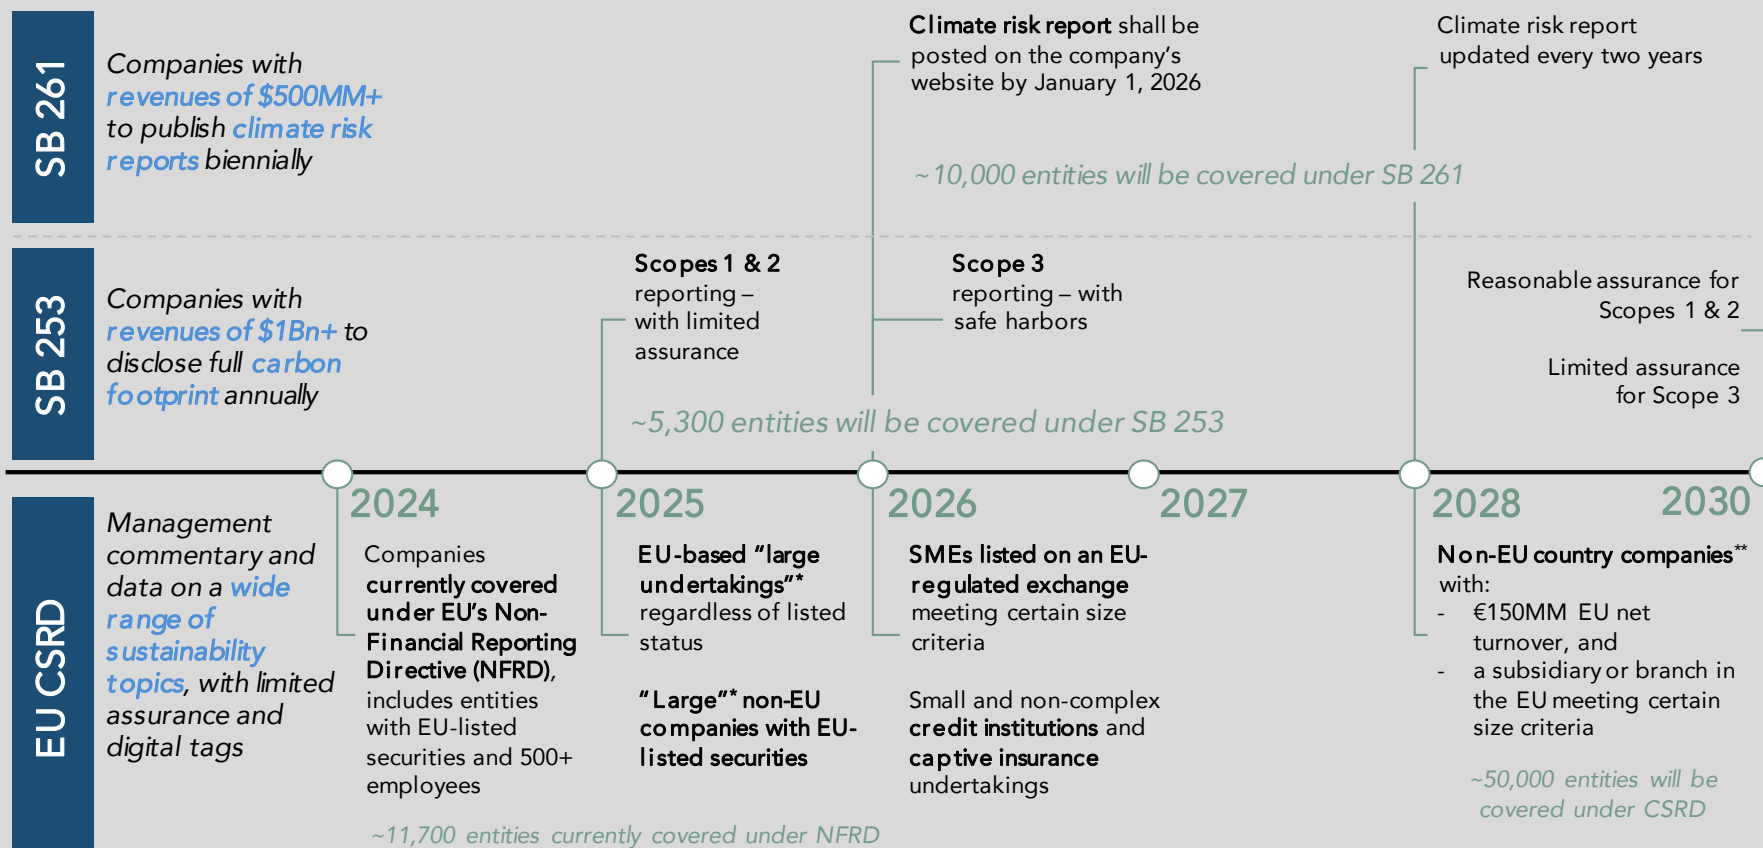 SB 261
Companies with
revenues of $500MM+
to publish climate risk
reports biennially
Climate risk report shall be
posted on the company's
website by January 1, 2026
Climate risk report
updated every two years
~10,000 entities will be covered under SB 261
SB 253
Companies with
revenues of $1Bn+ to
disclose full carbon
footprint annually
Scopes 1 & 2
reporting –
with limited
assurance
Scope 3
reporting – with
safe harbors
Reasonable assurance for
Scopes 1 & 2
Limited assurance
for Scope 3
~5,300 entities will be covered under SB 253
2024
2025
2026
2027
2028
2030
EU CSRD
Management
commentary and
data on a wide
range of
sustainability
topics, with limited
assurance and
digital tags
Companies
currently covered
under EU's Non-
Financial Reporting
Directive (NFRD),
includes entities
with EU-listed
securities and 500+
employees
EU-based "large
undertakings"*
regardless of listed
status
"Large"* non-EU
companies with EU-
listed securities
SMEs listed on an EU-
regulated exchange
meeting certain size
criteria
Small and non-complex
credit institutions and
captive insurance
undertakings
Non-EU country companies**
with:
- €150MM EU net
turnover, and
- a subsidiary or branch in
the EU meeting certain
size criteria
~50,000 entities will be
covered under CSRD
~11,700 entities currently covered under NFRD